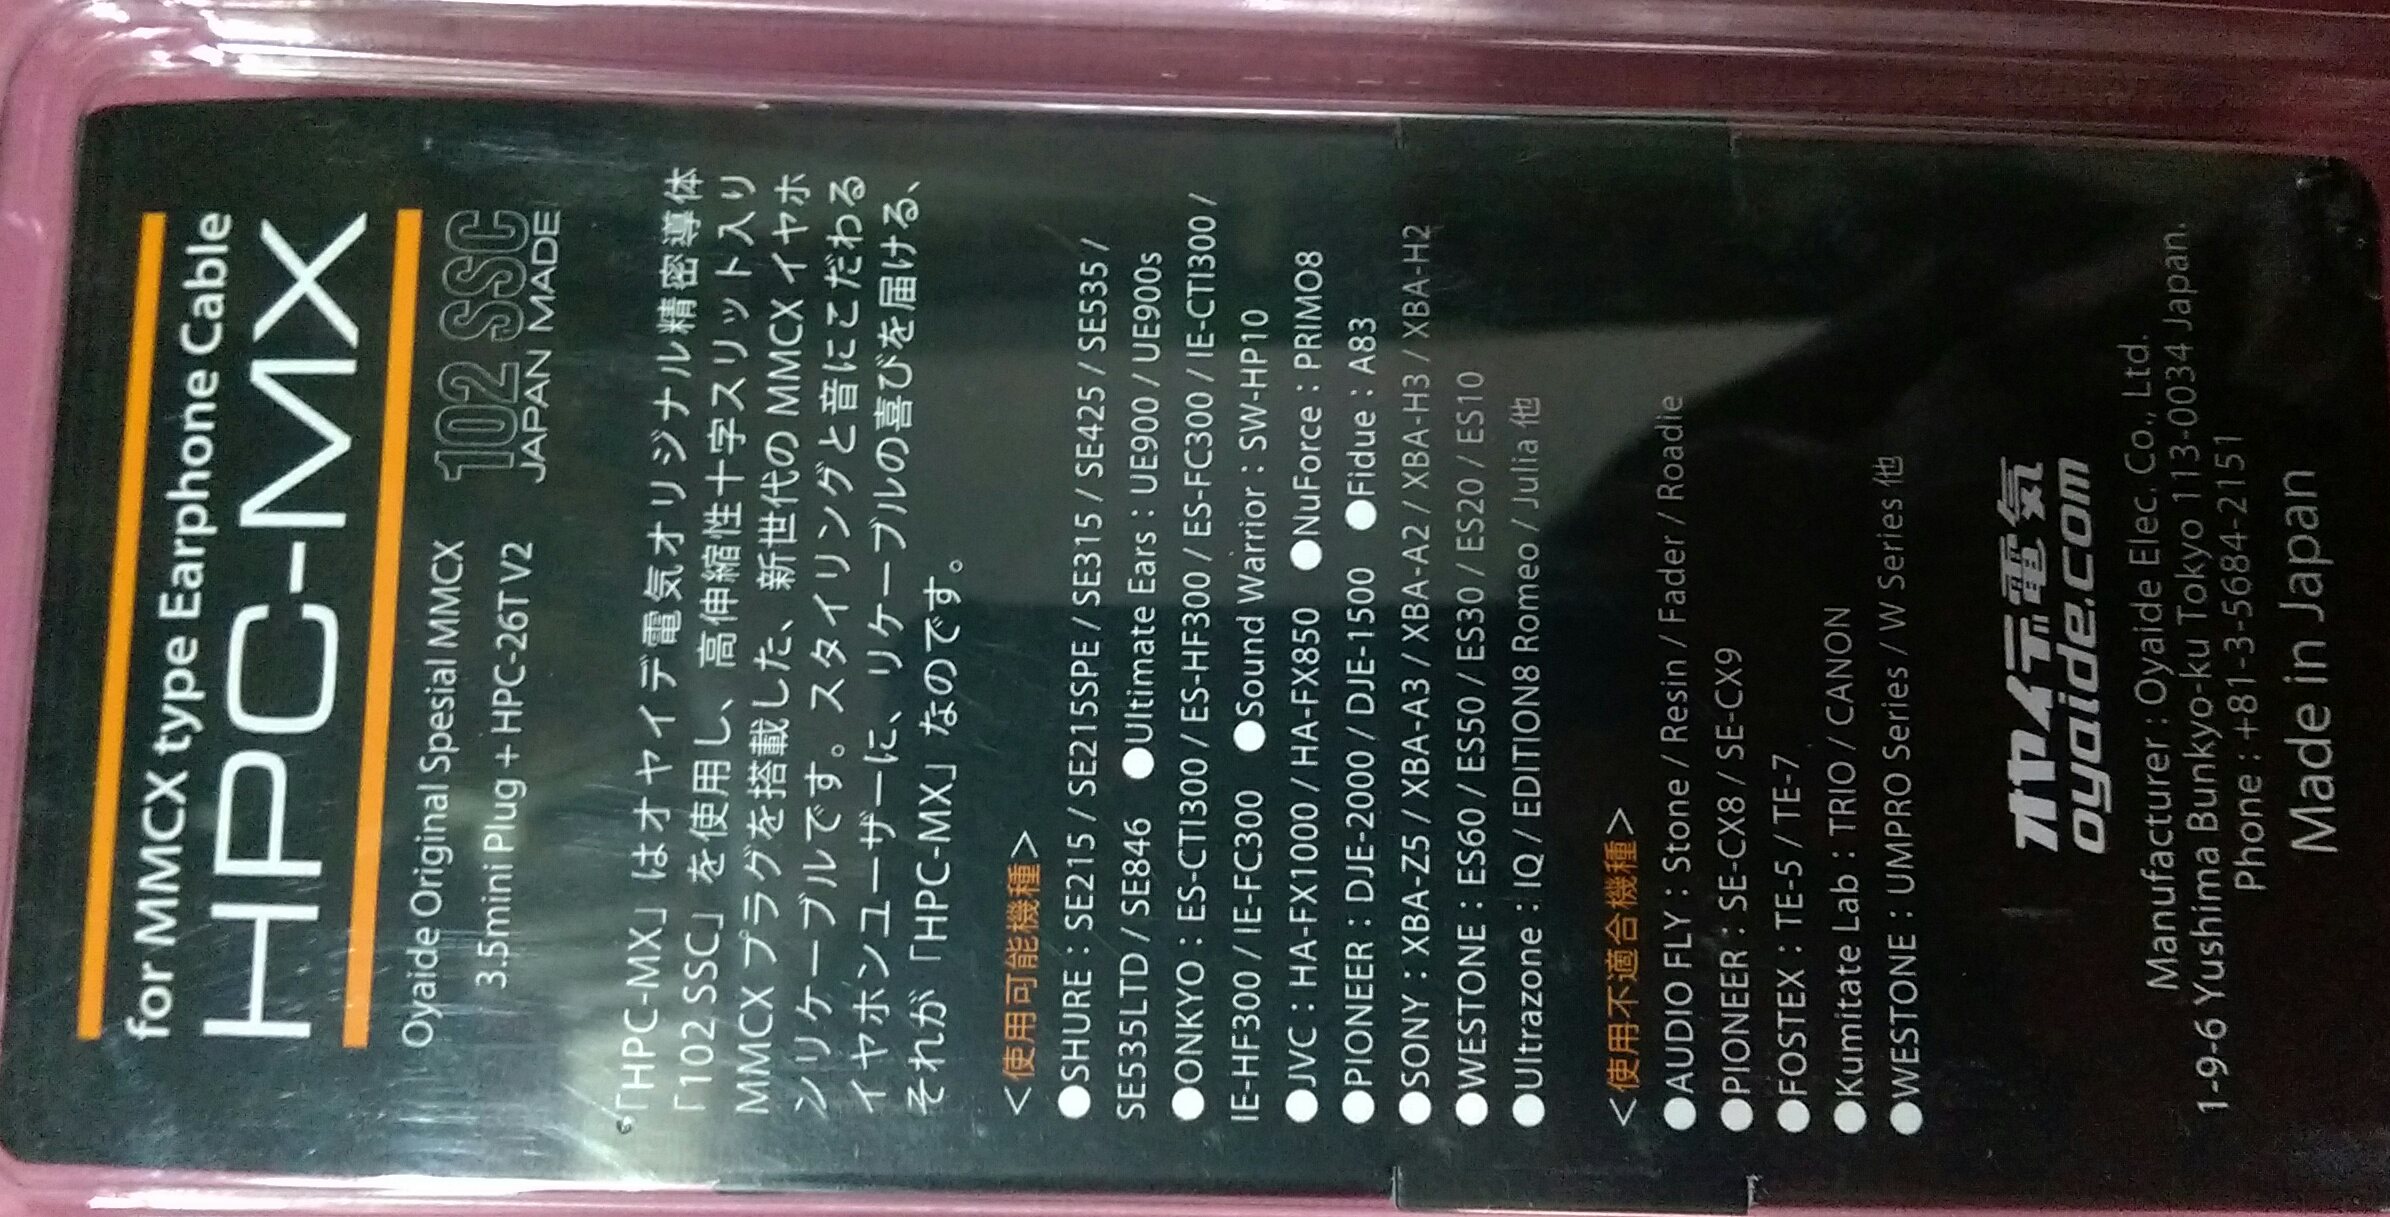 for MMCX type Earphone Cable
HPC-MX
Oyaide Original Spesial MMCX
3.5mini Plug + HPC-26T V2
102 SSC
JAPAN MADE
「HPC-MX」はオヤイデ電気オリジナル精密導体
「102 SSC」を使用し、高伸縮性十字スリット入り
MMCX プラグを搭載した、新世代の MMCX イヤホ
ンリケーブルです。スタイリングと音にこだわる
イヤホンユーザーに、リケーブルの喜びを届ける、
それが「HPC-MX」なのです。
＜使用可能機種＞
●SHURE：SE215 / SE215SPE / SE315 / SE425 / SE535 /
SE535LTD / SE846 ●Ultimate Ears：UE900 / UE900s
●ONKYO：ES-CTI300 / ES-HF300 / ES-FC300 / IE-CTI300 /
IE-HF300 / IE-FC300 ●Sound Warrior：SW-HP10
●JVC：HA-FX1000 / HA-FX850 ●NuForce：PRIMO8
●PIONEER：DJE-2000 / DJE-1500 ●Fidue：A83
●SONY：XBA-Z5 / XBA-A3 / XBA-A2 / XBA-H3 / XBA-H2
●WESTONE：ES60 / ES50 / ES30 / ES20 / ES10
●Ultrazone：IQ / EDITION8 Romeo / Julia 他
＜使用不適合機種＞
●AUDIO FLY：Stone / Resin / Fader / Roadie
●PIONEER：SE-CX8 / SE-CX9
●FOSTEX：TE-5 / TE-7
●Kumitate Lab：TRIO / CANON
●WESTONE：UMPRO Series / W Series 他
オヤイデ電気
oyaide.com
Manufacturer : Oyaide Elec. Co., Ltd.
1-9-6 Yushima Bunkyo-ku Tokyo 113-0034 Japan.
Phone : +81-3-5684-2151
Made in Japan